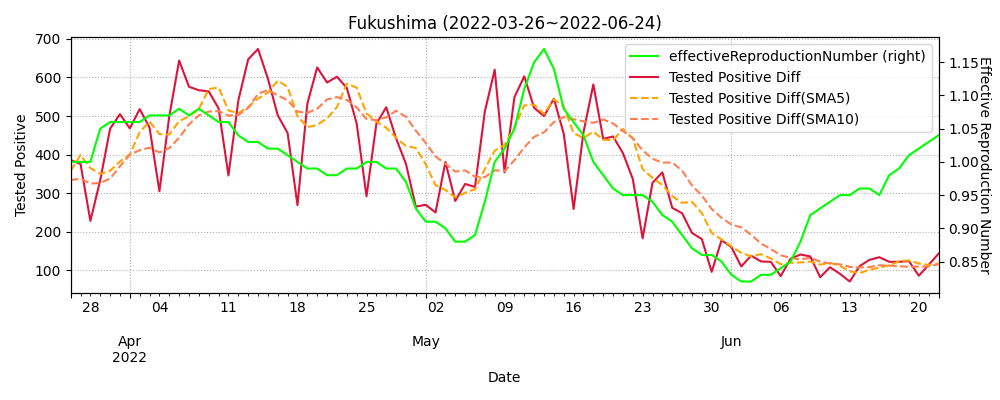 Fukushima (2022-03-26~2022-06-24)
effectiveReproductionNumber (right)
Tested Positive Diff
Tested Positive Diff(SMA5)
Tested Positive Diff(SMA10)
Tested Positive
700
600
500
400
300
200
100
1.15
1.10
1.05
1.00
0.95
0.90
0.85
Effective Reproduction Number
28 04 11 18 25 02 09 16 23 30 06 13 20
Apr May Jun
2022
Date